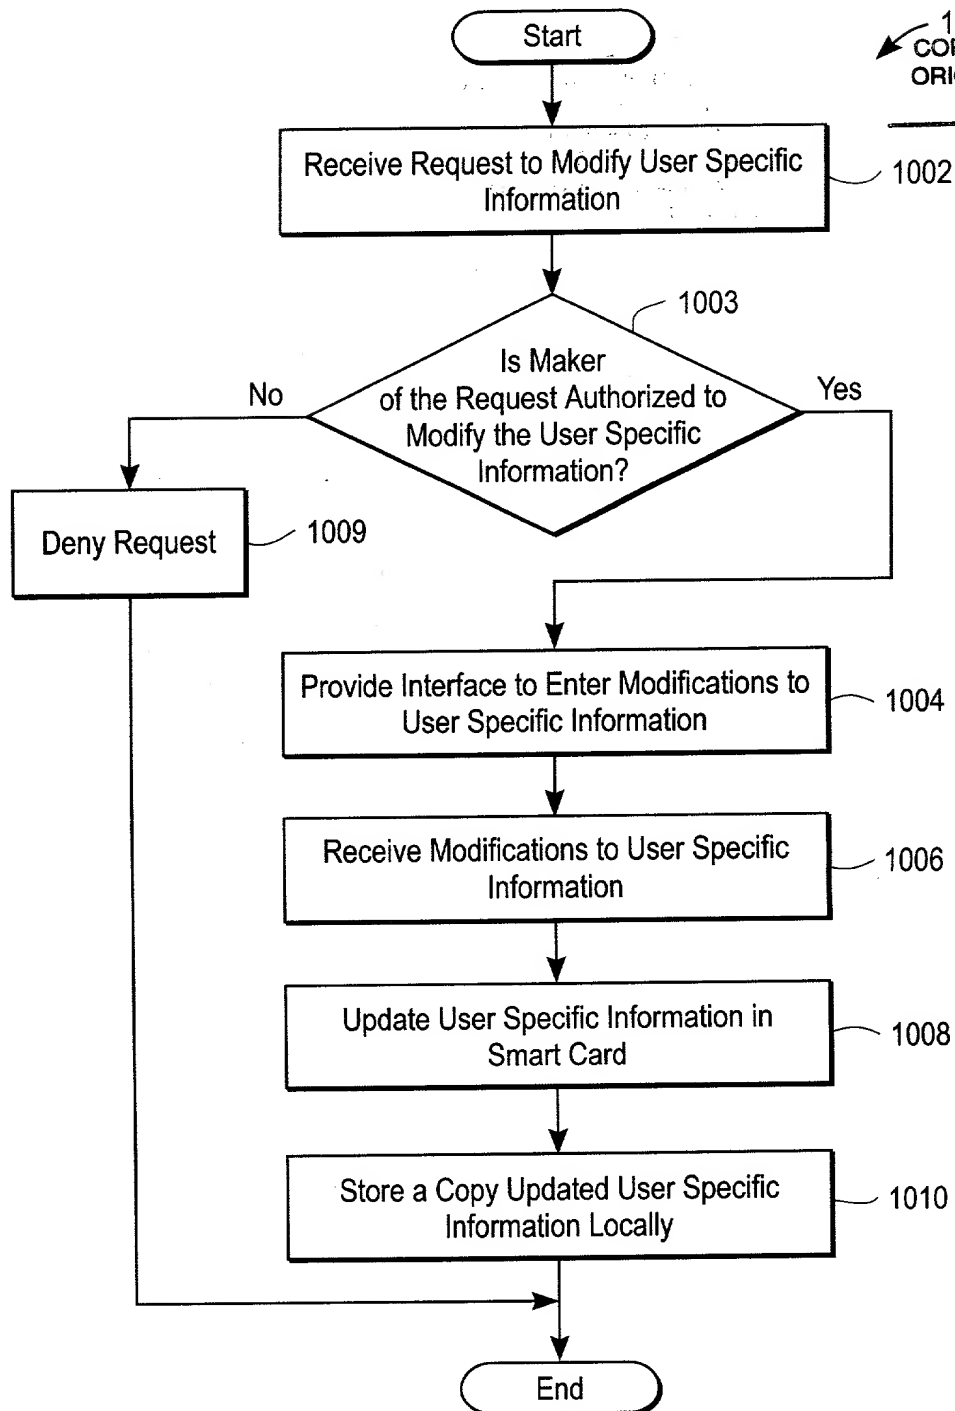 Start
Receive Request to Modify User Specific
Information
1002
1003
Is Maker
of the Request Authorized to
Modify the User Specific
Information?
No
Yes
Deny Request
1009
Provide Interface to Enter Modifications to
User Specific Information
1004
Receive Modifications to User Specific
Information
1006
Update User Specific Information in
Smart Card
1008
Store a Copy Updated User Specific
Information Locally
1010
End